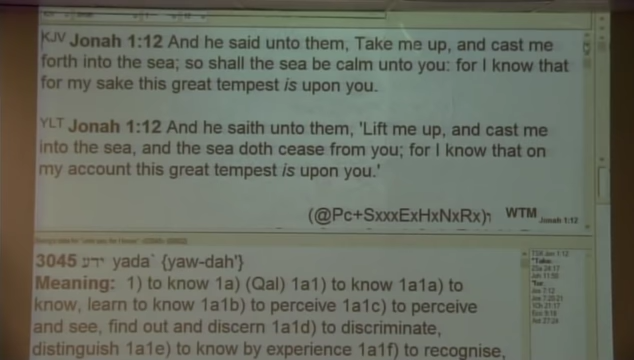 KJV Jonah 1:12 And he said unto them, Take me up, and cast me
forth into the sea; so shall the sea be calm unto you: for I know that
for my sake this great tempest is upon you.
YLT Jonah 1:12 And he saith unto them, 'Lift me up, and cast me
into the sea, and the sea doth cease from you; for I know that on
my account this great tempest is upon you.'
(@Pc+SxxxExHxNxRx)ו WTM Jonah 1:12
3045 ידע yada` {yaw-dah'}
Meaning: 1) to know 1a) (Qal) 1a1) to know 1a1a) to
know, learn to know 1a1b) to perceive 1a1c) to perceive
and see, find out and discern 1a1d) to discriminate,
distinguish 1a1e) to know by experience 1a1f) to recognise,
TSK Jon 1:12
"Take.